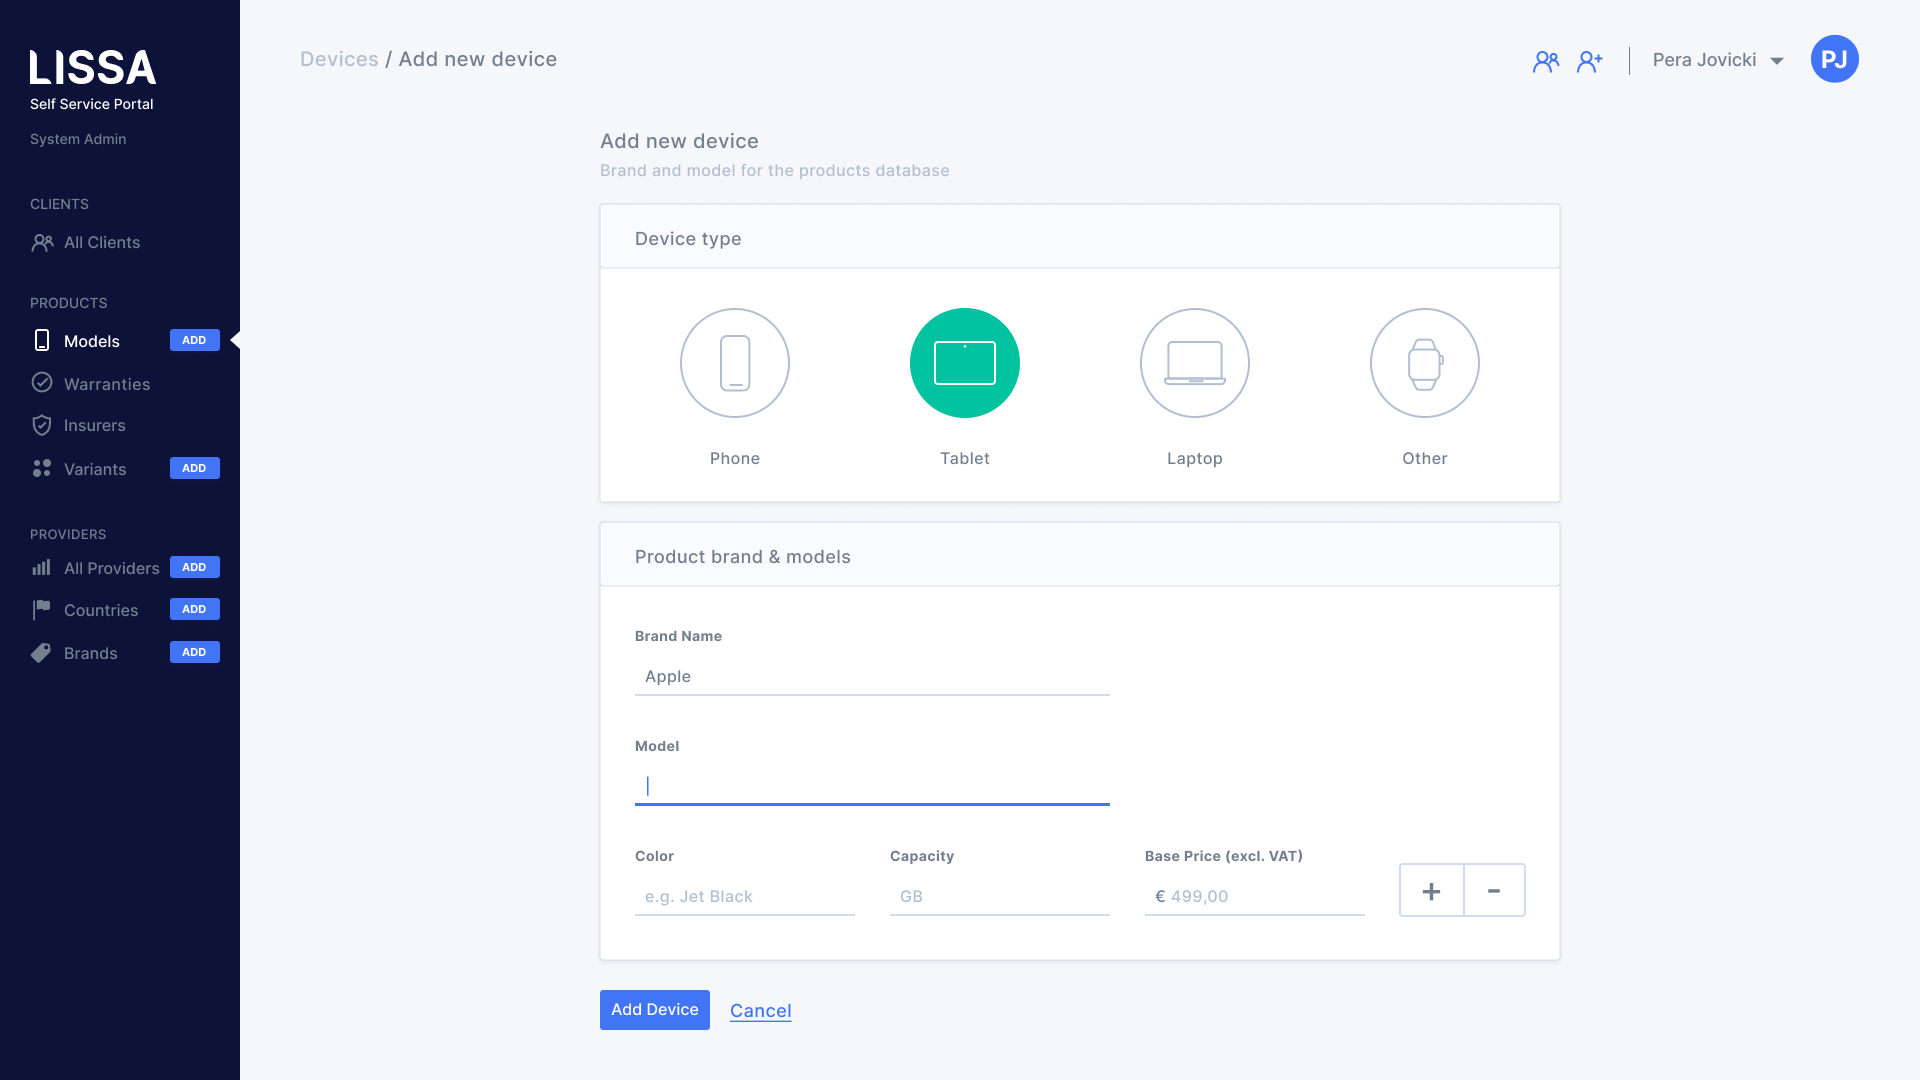 LISSA
Self Service Portal
System Admin
CLIENTS
All Clients
PRODUCTS
Models ADD
Warranties
Insurers
Variants ADD
PROVIDERS
All Providers ADD
Countries ADD
Brands ADD
Devices / Add new device
Pera Jovicki
PJ
Add new device
Brand and model for the products database
Device type
Phone
Tablet
Laptop
Other
Product brand & models
Brand Name
Apple
Model
Color
e.g. Jet Black
Capacity
GB
Base Price (excl. VAT)
€ 499,00
+ -
Add Device
Cancel